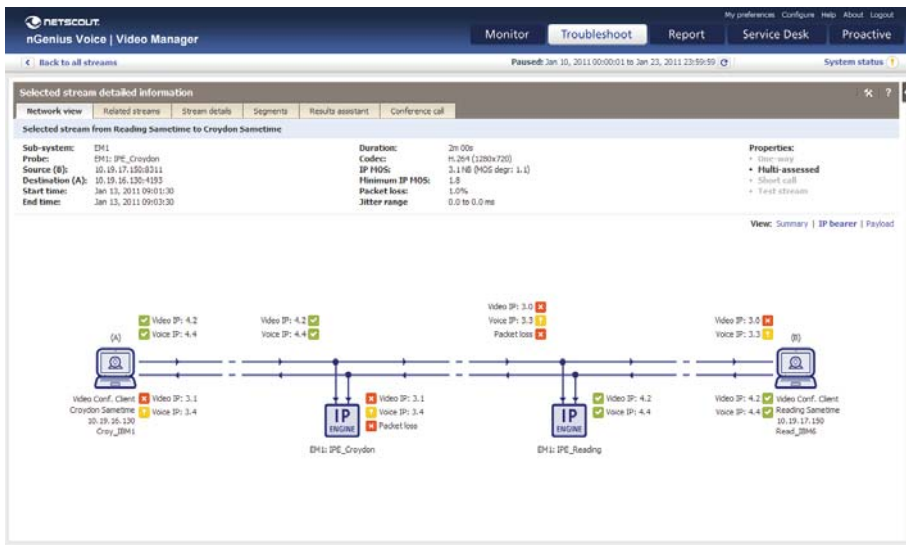 NETSCOUT.
My preferences Configure Help About Logout
nGenius Voice | Video Manager
Monitor Troubleshoot Report Service Desk Proactive
Back to all streams
Paused: Jan 10, 2011 00:00:01 to Jan 23, 2011 23:59:59
System status !
Selected stream detailed information
?
Network view Related streams Stream details Segments Results assistant Conference call
Selected stream from Reading Sametime to Croydon Sametime
Sub-system: EM1 Duration: 2m 00s Properties:
Probe: EM1: IPE_Croydon Codec: H.264 (1280x720) • One-way
Source (B): 10.19.17.150:8311 IP MOS: 3.1 NB (MOS degr: 1.1) • Multi-assessed
Destination (A): 10.19.16.130:4193 Minimum IP MOS: 1.8 • Short call
Start time: Jan 13, 2011 09:01:30 Packet loss: 1.0% • Test stream
End time: Jan 13, 2011 09:03:30 Jitter range 0.0 to 0.0 ms
View: Summary | IP bearer | Payload
Video IP: 3.0
Video IP: 4.2 Video IP: 4.2 Voice IP: 3.3 Video IP: 3.0
(A) Voice IP: 4.4 Voice IP: 4.4 Packet loss Voice IP: 3.3 (B)
Video Conf. Client Video IP: 3.1 Video IP: 3.1 Video IP: 4.2 Video IP: 4.2 Video Conf. Client
Croydon Sametime Voice IP: 3.4 IP Voice IP: 3.4 IP Voice IP: 4.4 Voice IP: 4.4 Reading Sametime
10.19.16.130 ENGINE Packet loss ENGINE 10.19.17.150
Croy_IBM1 Read_IBM6
EM1: IPE_Croydon EM1: IPE_Reading